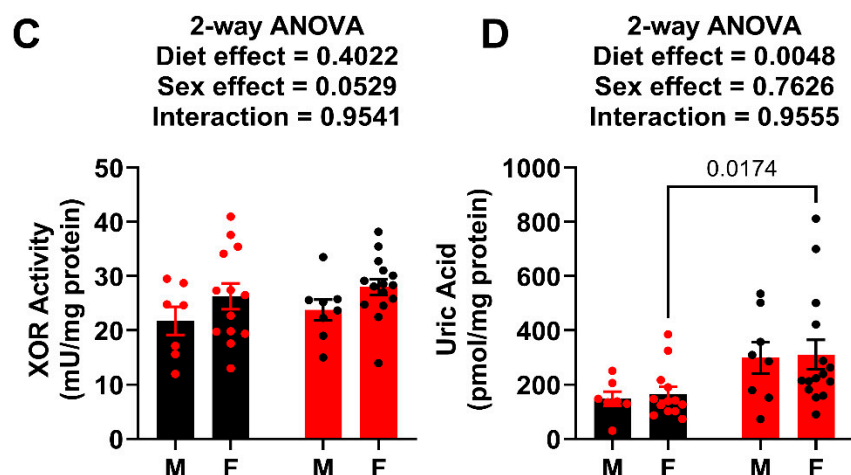 C
2-way ANOVA
Diet effect = 0.4022
Sex effect = 0.0529
Interaction = 0.9541
XOR Activity
(mU/mg protein)
50
40
30
20
10
0
M
F
M
F
D
2-way ANOVA
Diet effect = 0.0048
Sex effect = 0.7626
Interaction = 0.9555
Uric Acid
(pmol/mg protein)
1000
800
600
400
200
0
0.0174
M
F
M
F